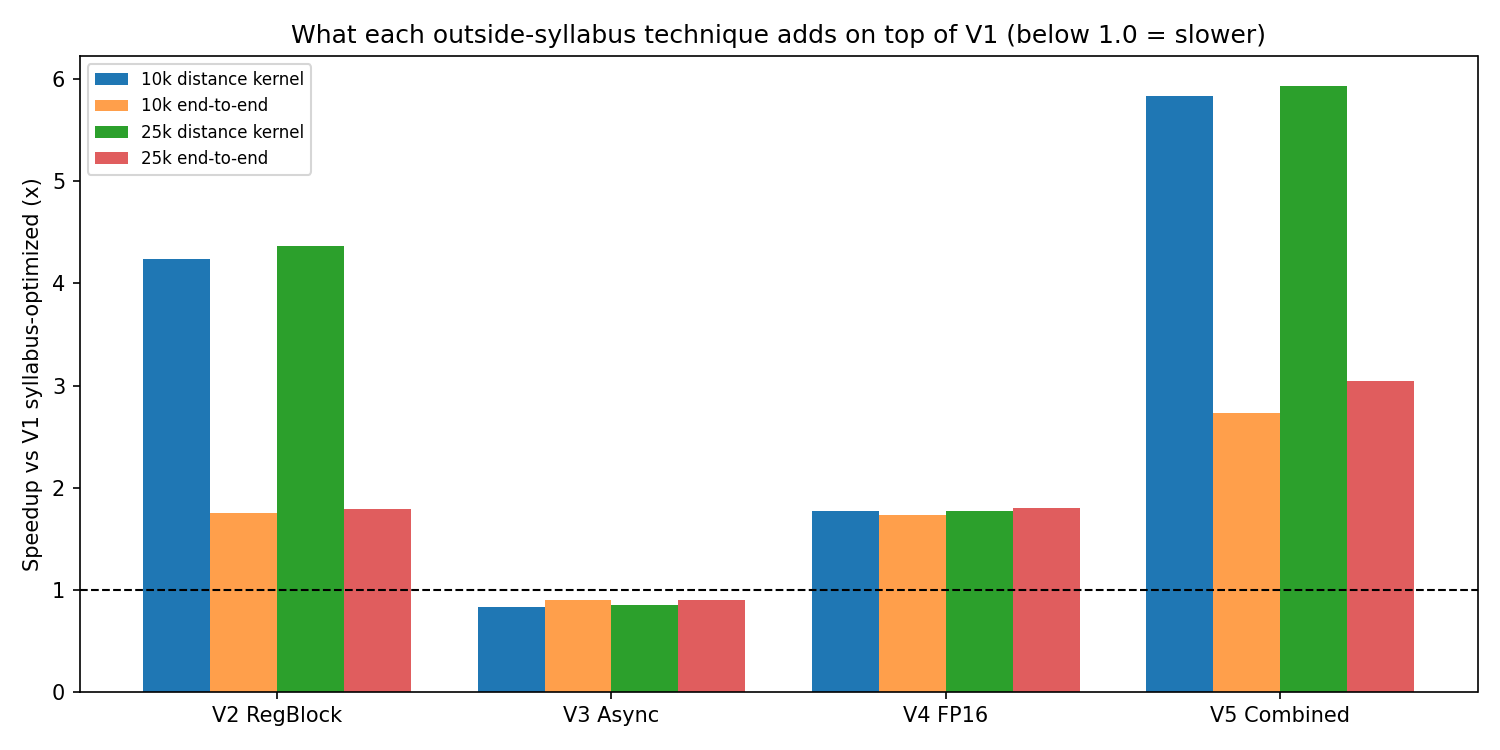 What each outside-syllabus technique adds on top of V1 (below 1.0 = slower)
10k distance kernel
10k end-to-end
25k distance kernel
25k end-to-end
Speedup vs V1 syllabus-optimized (x)
6
5
4
3
2
1
0
V2 RegBlock
V3 Async
V4 FP16
V5 Combined